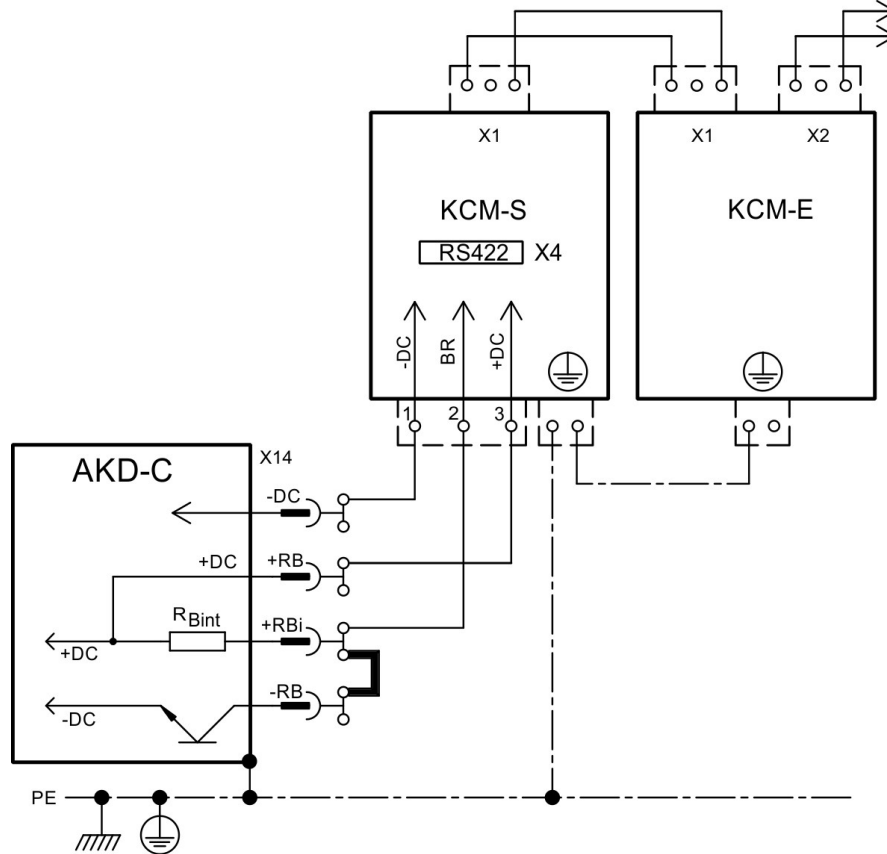 X1
X1
X2
KCM-S
KCM-E
RS422
X4
-DC
BR
+DC
1
2
3
AKD-C
X14
-DC
+DC
+RB
RBint
+RBi
+DC
-RB
-DC
PE